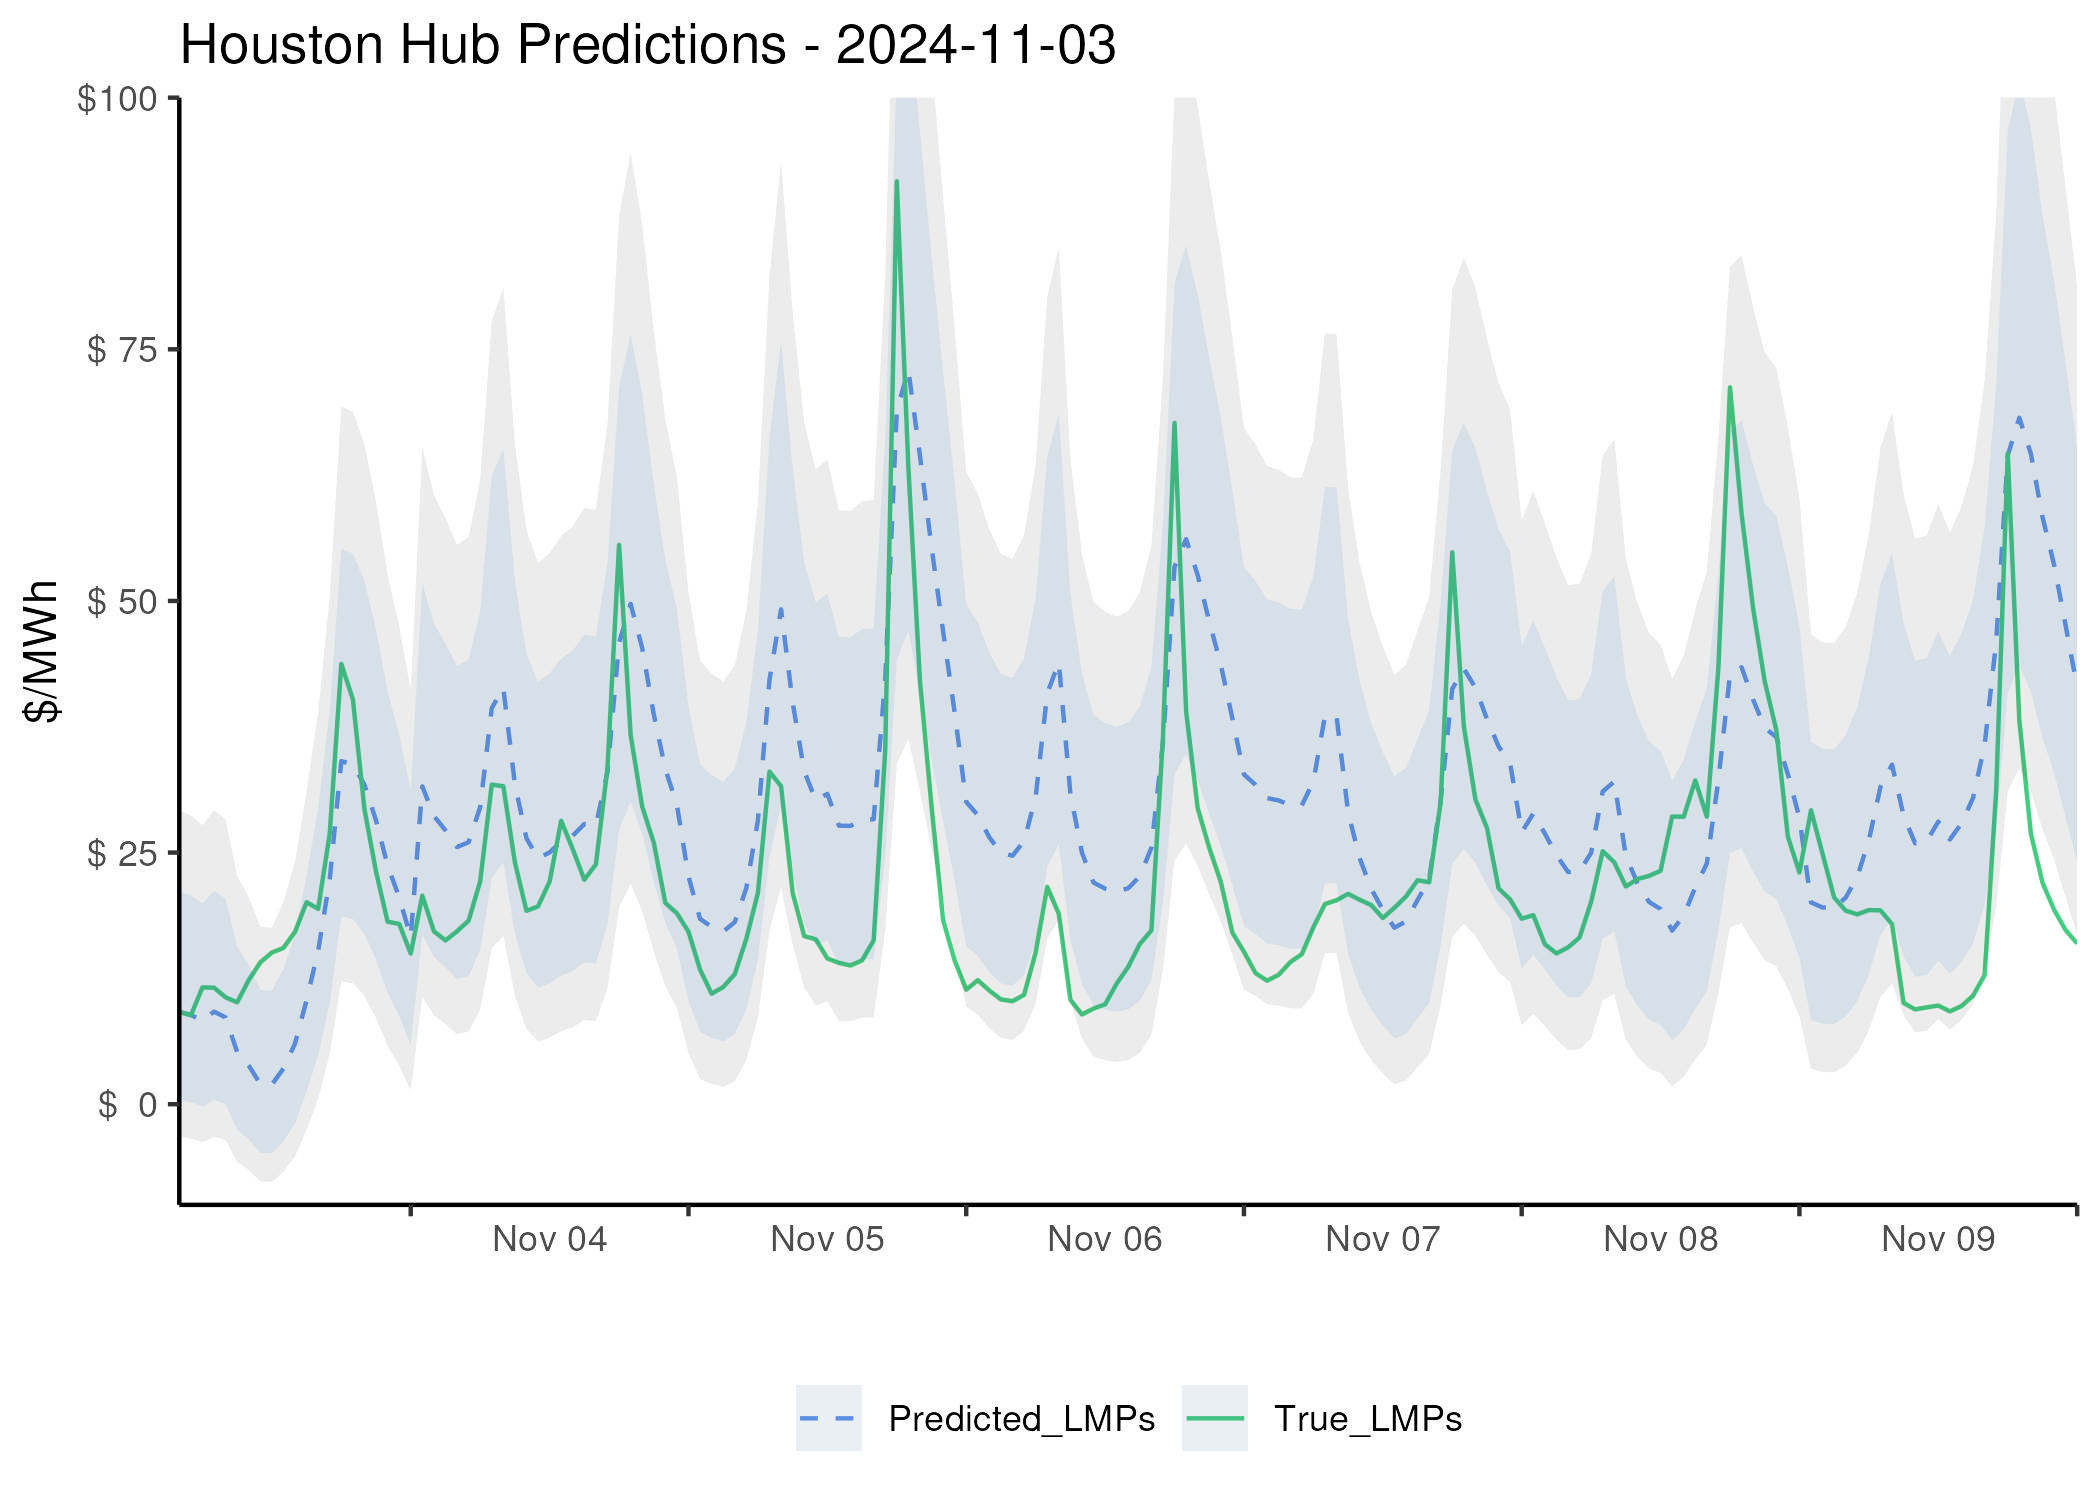 Houston Hub Predictions - 2024-11-03
$100
$ 75
$ 50
$ 25
$ 0
$/MWh
Nov 04 Nov 05 Nov 06 Nov 07 Nov 08 Nov 09
Predicted_LMPs True_LMPs